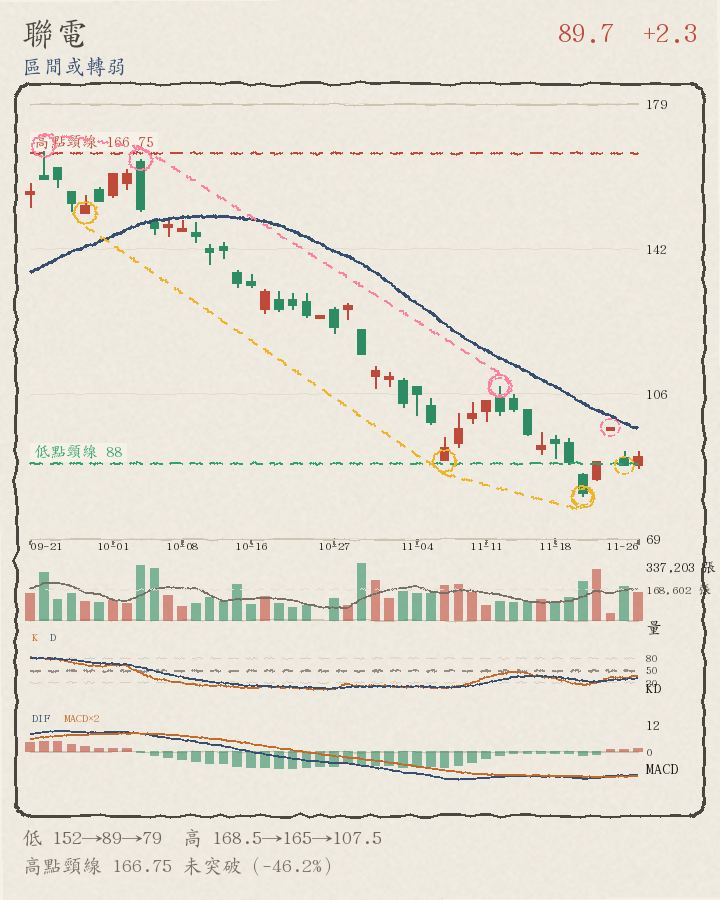 聯電
89.7 +2.3
區間或轉弱
179
高點頸線 166.75
142
106
低點頸線 88
69
09-21 10-01 10-08 10-16 10-27 11-04 11-11 11-18 11-26
337,203 張
168,602 張
量
K D
80
50
20
KD
DIF MACD×2
12
0
MACD
低 152→89→79 高 168.5→165→107.5
高點頸線 166.75 未突破 (-46.2%)